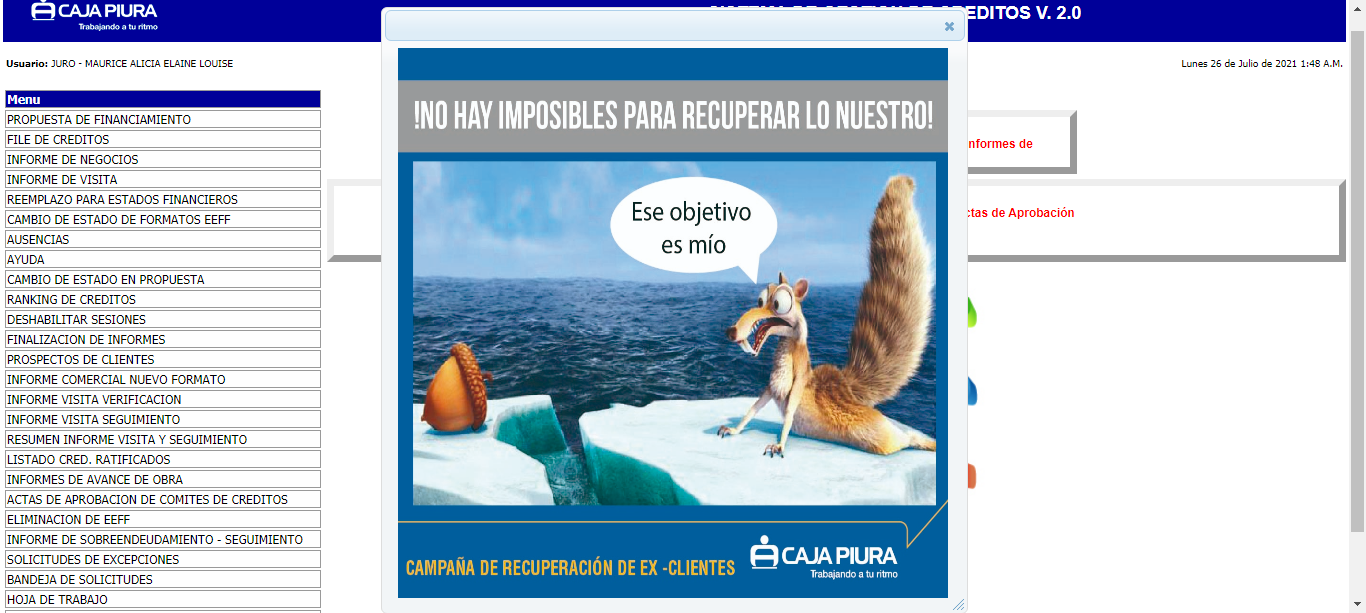 CAJA PIURA
Trabajando a tu ritmo
CREDITOS V. 2.0
Usuario: JURO - MAURICE ALICIA ELAINE LOUISE
Lunes 26 de Julio de 2021 1:48 A.M.
Menu
PROPUESTA DE FINANCIAMIENTO
FILE DE CREDITOS
INFORME DE NEGOCIOS
INFORME DE VISITA
REEMPLAZO PARA ESTADOS FINANCIEROS
CAMBIO DE ESTADO DE FORMATOS EEFF
AUSENCIAS
AYUDA
CAMBIO DE ESTADO EN PROPUESTA
RANKING DE CREDITOS
DESHABILITAR SESIONES
FINALIZACION DE INFORMES
PROSPECTOS DE CLIENTES
INFORME COMERCIAL NUEVO FORMATO
INFORME VISITA VERIFICACION
INFORME VISITA SEGUIMIENTO
RESUMEN INFORME VISITA Y SEGUIMIENTO
LISTADO CRED. RATIFICADOS
INFORMES DE AVANCE DE OBRA
ACTAS DE APROBACION DE COMITES DE CREDITOS
ELIMINACION DE EEFF
INFORME DE SOBREENDEUDAMIENTO - SEGUIMIENTO
SOLICITUDES DE EXCEPCIONES
BANDEJA DE SOLICITUDES
HOJA DE TRABAJO
!NO HAY IMPOSIBLES PARA RECUPERAR LO NUESTRO!
Ese objetivo
es mío
CAMPAÑA DE RECUPERACIÓN DE EX -CLIENTES
CAJA PIURA
Trabajando a tu ritmo
nformes de
ctas de Aprobación